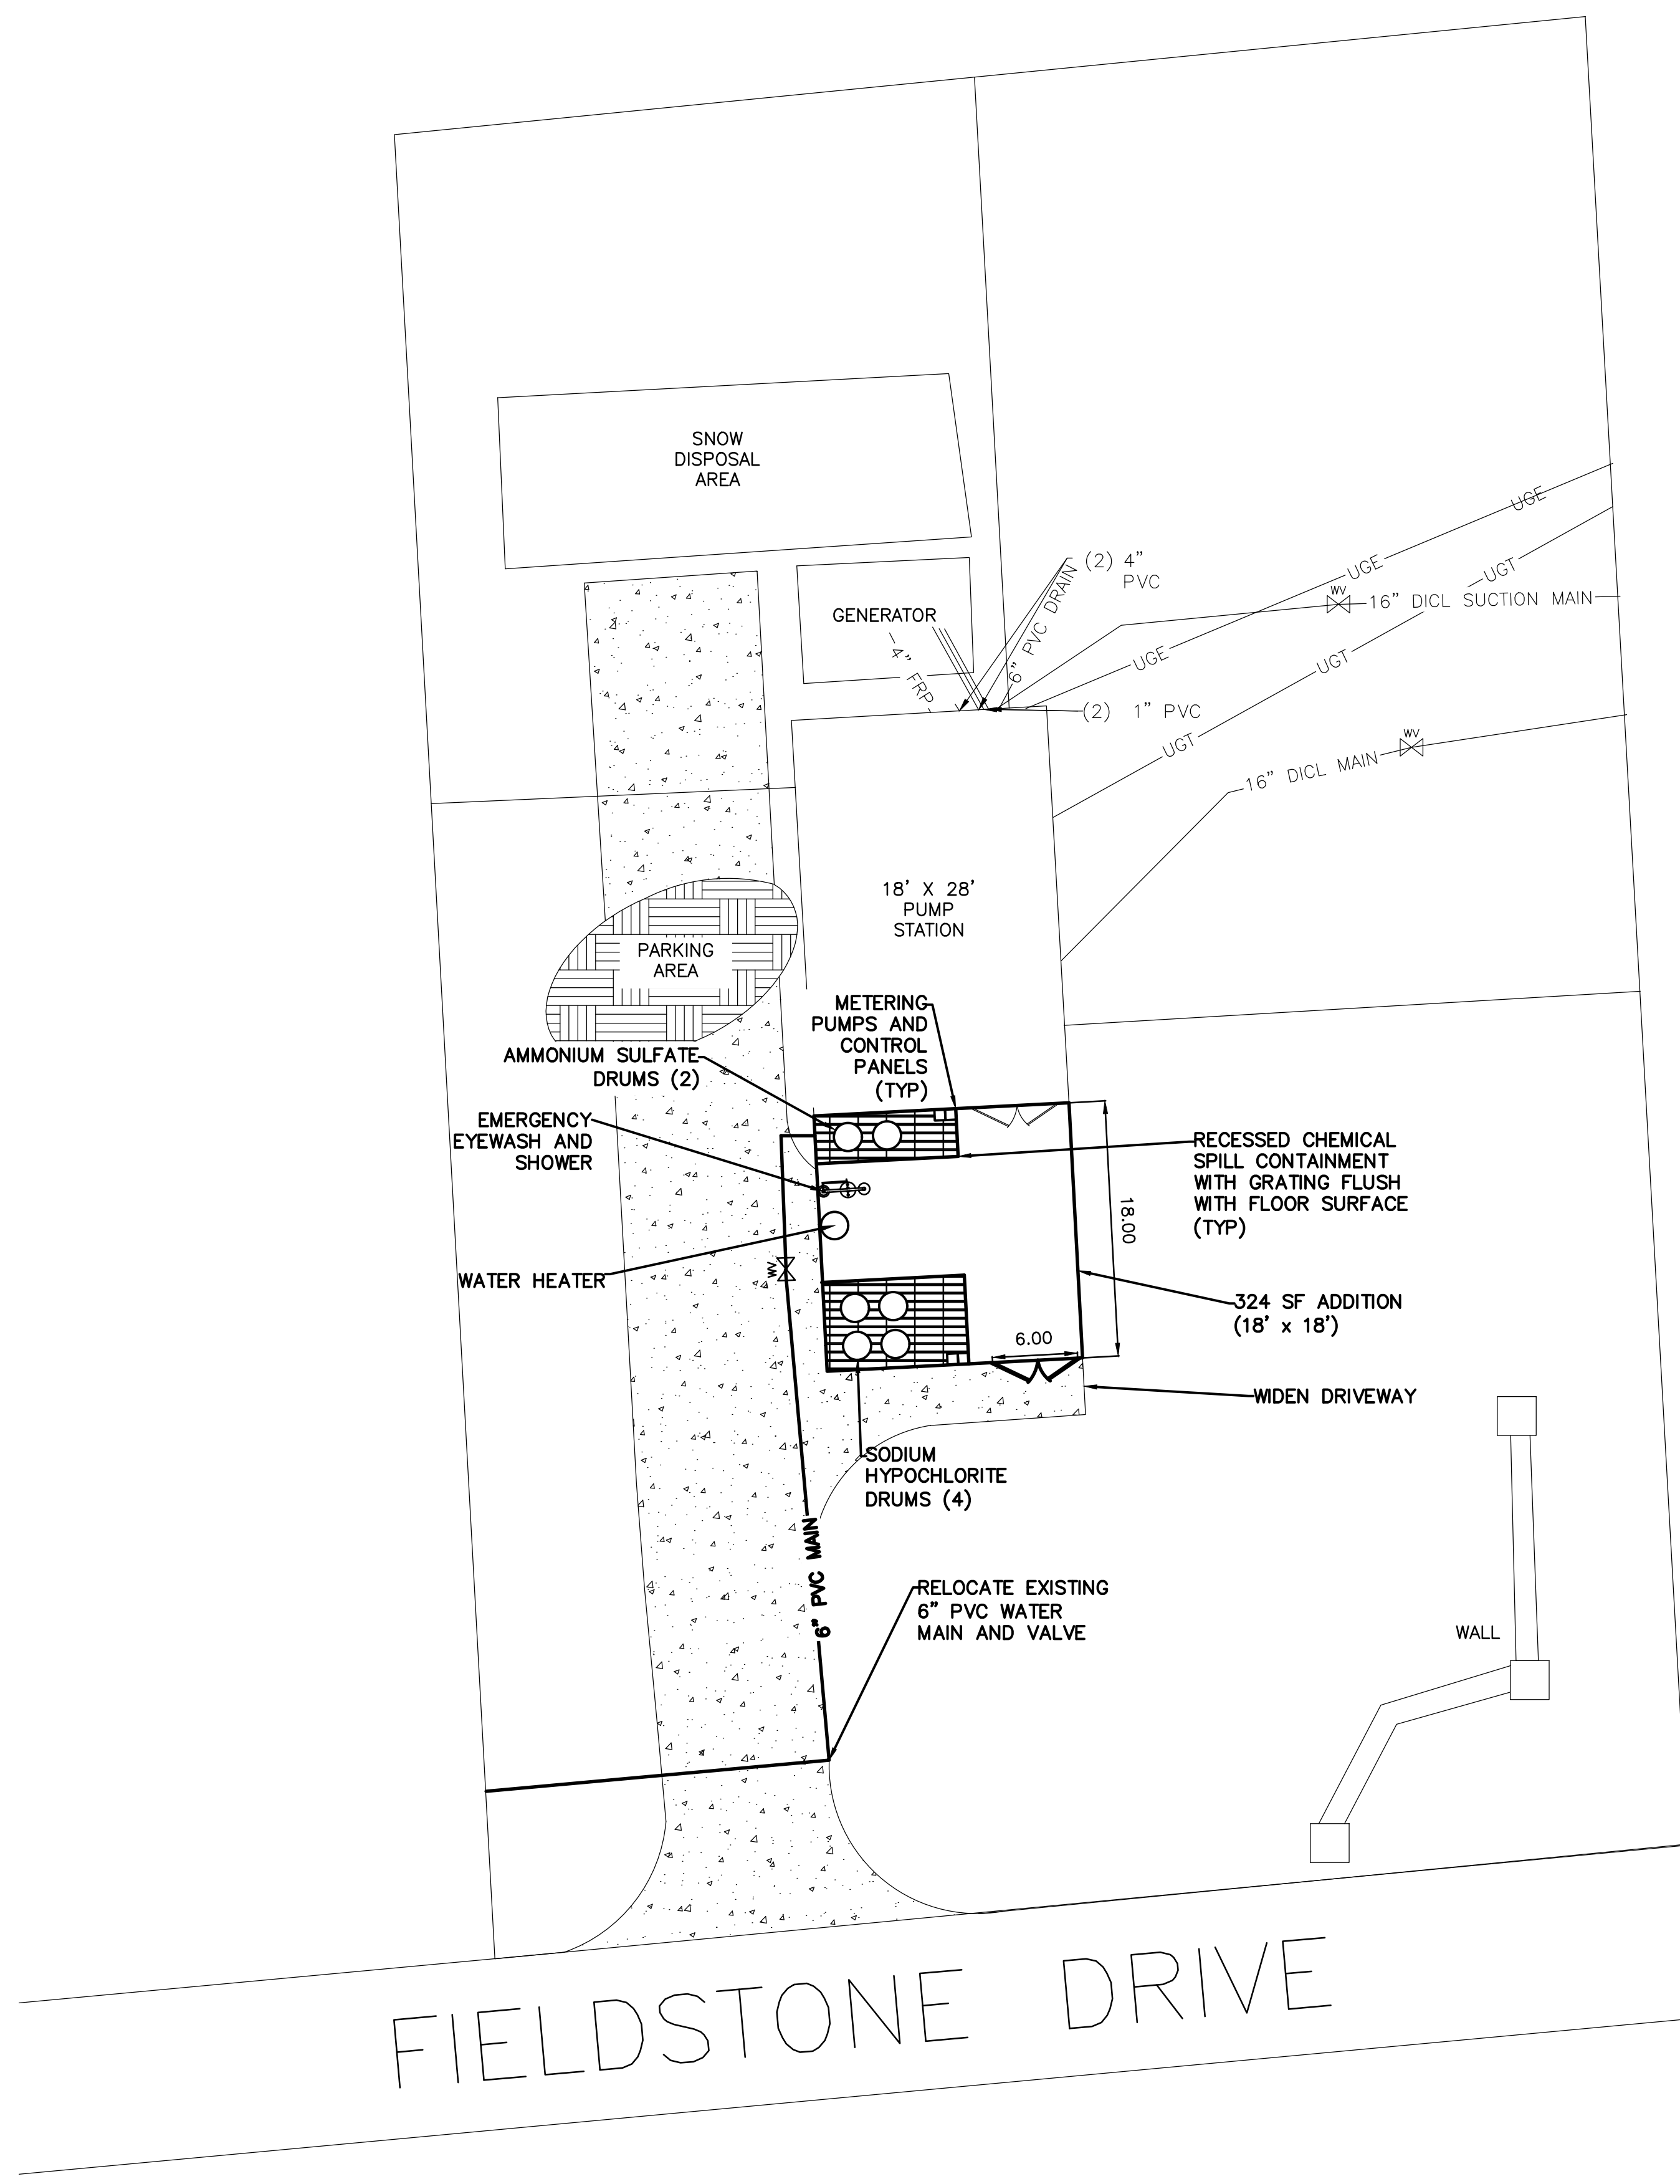 SNOW
DISPOSAL
AREA
UGE
(2) 4"
PVC
UGE
UGT
WV
16" DICL SUCTION MAIN
GENERATOR
4" FRP
6" PVC DRAIN
UGE
UGT
(2) 1" PVC
UGT
WV
16" DICL MAIN
18' X 28'
PUMP
STATION
PARKING
AREA
METERING
PUMPS AND
CONTROL
PANELS
(TYP)
AMMONIUM SULFATE
DRUMS (2)
EMERGENCY
EYEWASH AND
SHOWER
RECESSED CHEMICAL
SPILL CONTAINMENT
WITH GRATING FLUSH
WITH FLOOR SURFACE
(TYP)
18.00
WATER HEATER
WV
324 SF ADDITION
(18' x 18')
6.00
WIDEN DRIVEWAY
SODIUM
HYPOCHLORITE
DRUMS (4)
6" PVC MAIN
RELOCATE EXISTING
6" PVC WATER
MAIN AND VALVE
WALL
FIELDSTONE DRIVE